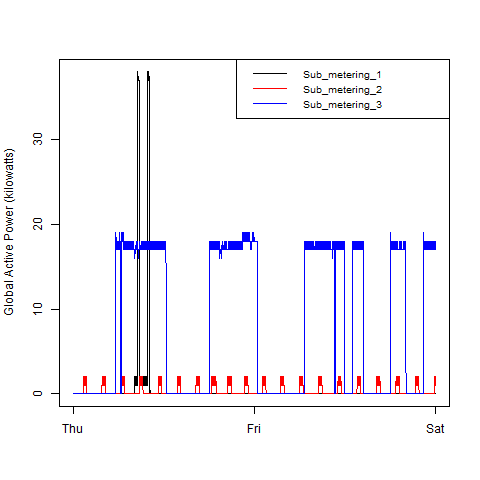 Sub_metering_1
Sub_metering_2
Sub_metering_3
Global Active Power (kilowatts)
30
20
10
0
Thu
Fri
Sat